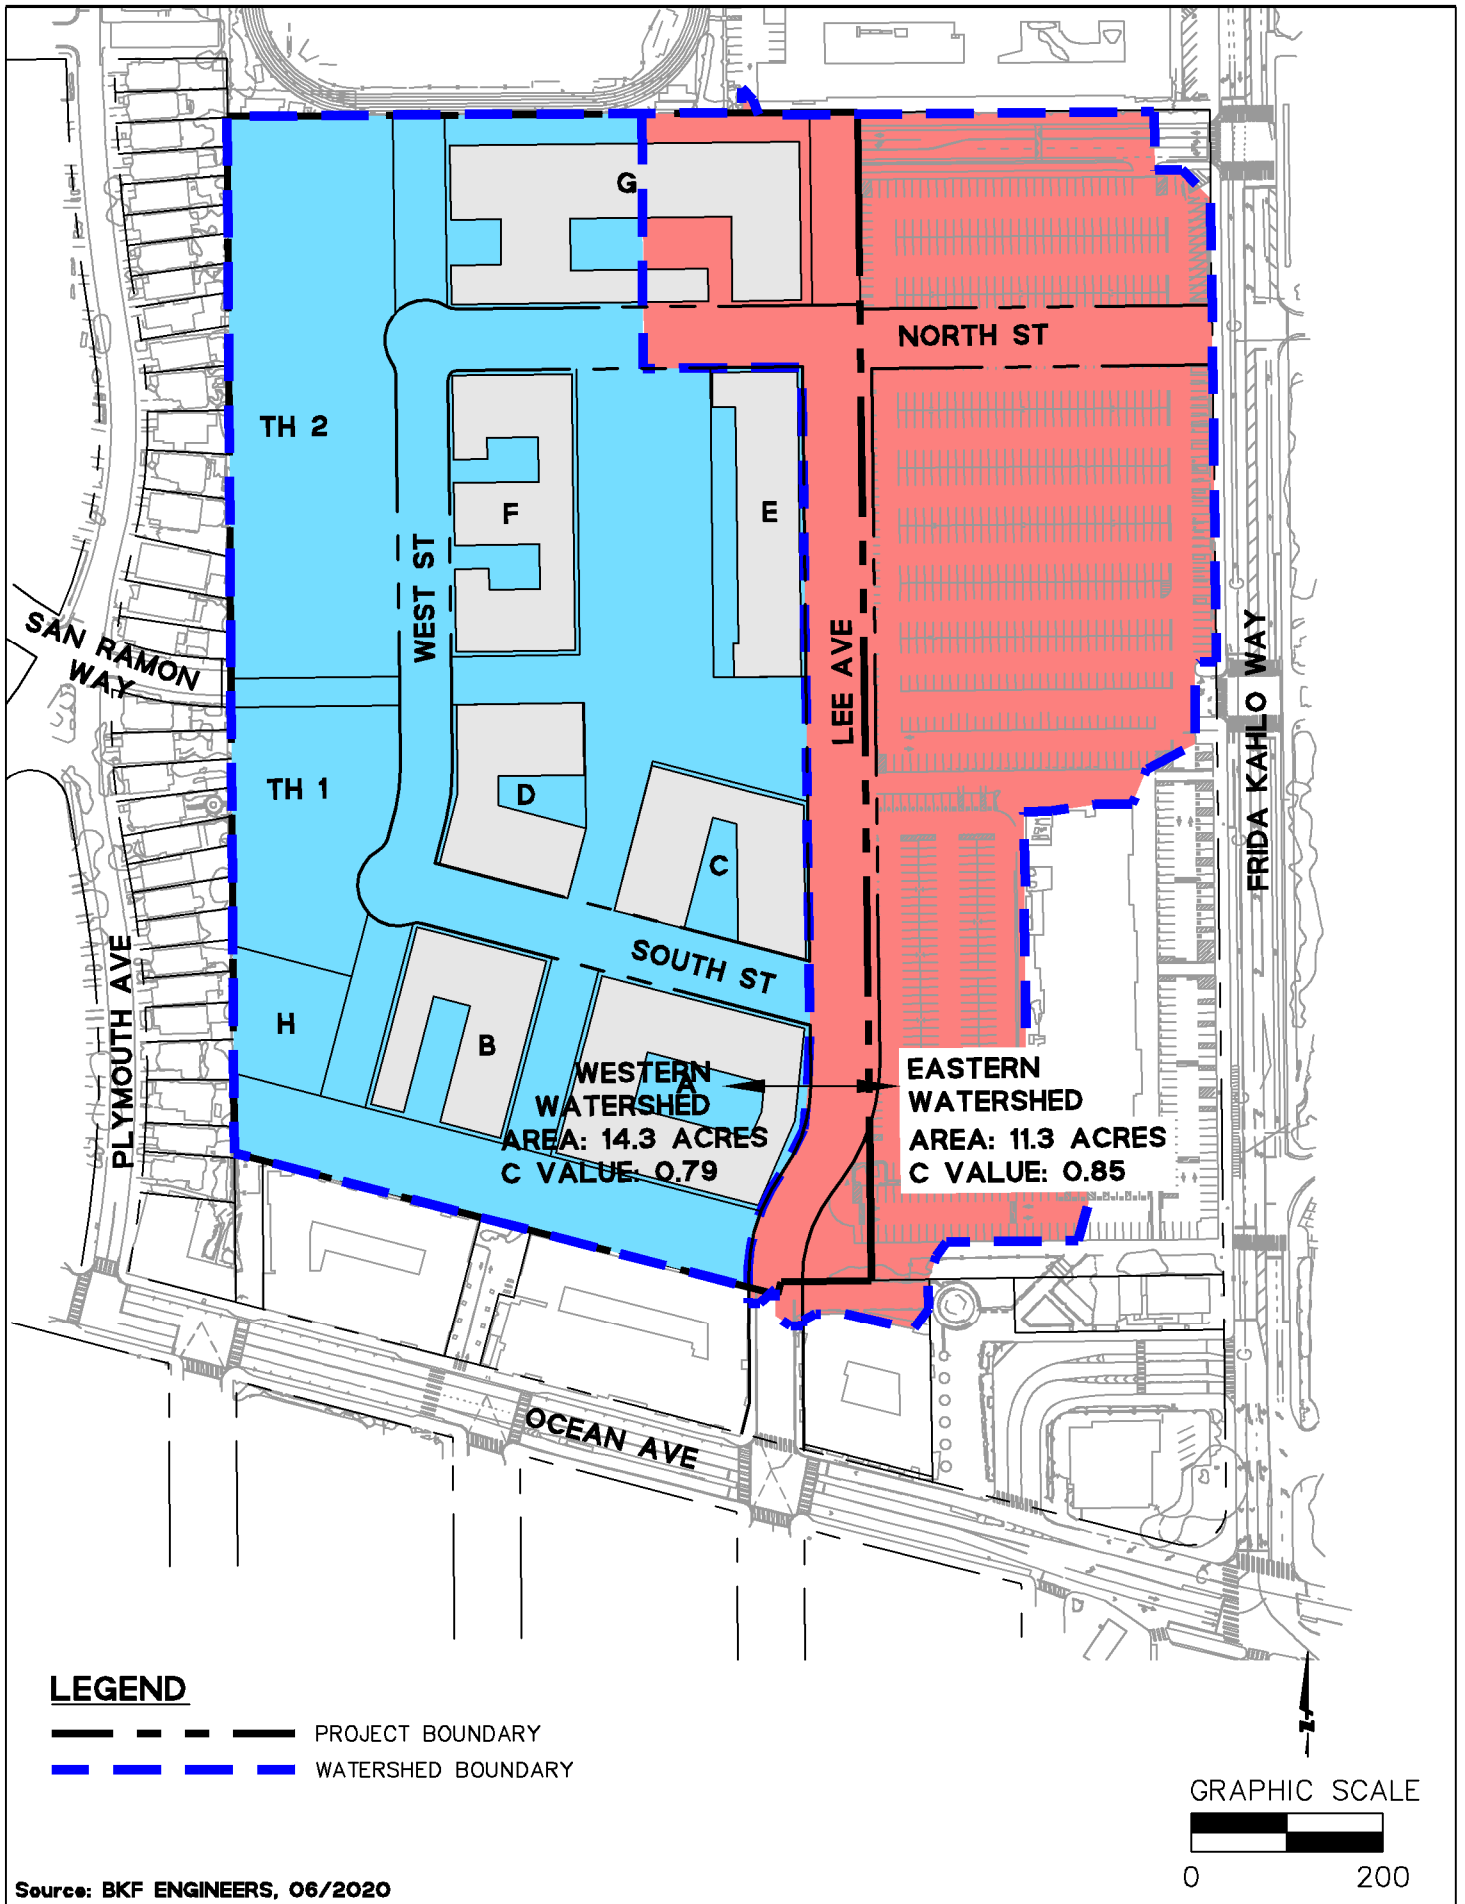 G
NORTH ST
TH 2
F
E
WEST ST
SAN RAMON
WAY
LEE AVE
FRIDA KAHLO WAY
TH 1
D
C
SOUTH ST
PLYMOUTH AVE
H
B
A
WESTERN
WATERSHED
AREA: 14.3 ACRES
C VALUE: 0.79
EASTERN
WATERSHED
AREA: 11.3 ACRES
C VALUE: 0.85
OCEAN AVE
LEGEND
PROJECT BOUNDARY
WATERSHED BOUNDARY
Z
GRAPHIC SCALE
0 200
Source: BKF ENGINEERS, 06/2020